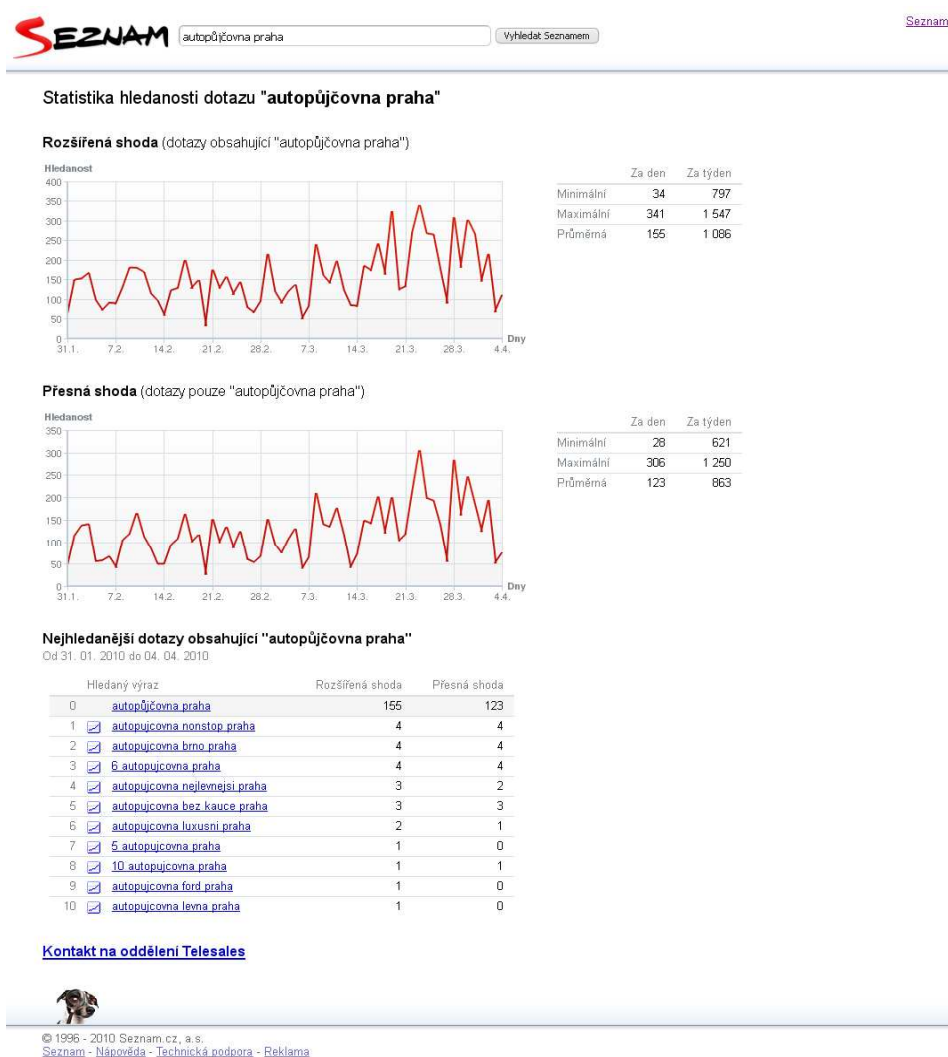 SEZNAM autopůjčovna praha Vyhledat Seznamem Seznam
Statistika hledanosti dotazu "autopůjčovna praha"
Rozšířená shoda (dotazy obsahující "autopůjčovna praha")
Hledanost
400
350
300
250
200
150
100
50
0
31.1. 7.2. 14.2. 21.2. 28.2. 7.3. 14.3. 21.3. 28.3. 4.4.
Dny
Za den Za týden
Minimální 34 797
Maximální 341 1 547
Průměrná 155 1 086
Přesná shoda (dotazy pouze "autopůjčovna praha")
Hledanost
350
300
250
200
150
100
50
0
31.1. 7.2. 14.2. 21.2. 28.2. 7.3. 14.3. 21.3. 28.3. 4.4.
Dny
Za den Za týden
Minimální 28 621
Maximální 306 1 250
Průměrná 123 863
Nejhledanější dotazy obsahující "autopůjčovna praha"
Od 31. 01. 2010 do 04. 04. 2010
Hledaný výraz Rozšířená shoda Přesná shoda
0 autopůjčovna praha 155 123
1 autopujcovna nonstop praha 4 4
2 autopujcovna brno praha 4 4
3 6 autopujcovna praha 4 4
4 autopujcovna nejlevnejsi praha 3 2
5 autopujcovna bez kauce praha 3 3
6 autopujcovna luxusni praha 2 1
7 5 autopujcovna praha 1 0
8 10 autopujcovna praha 1 1
9 autopujcovna ford praha 1 0
10 autopujcovna levna praha 1 0
Kontakt na oddělení Telesales
© 1996 - 2010 Seznam.cz, a.s.
Seznam - Nápověda - Technická podpora - Reklama